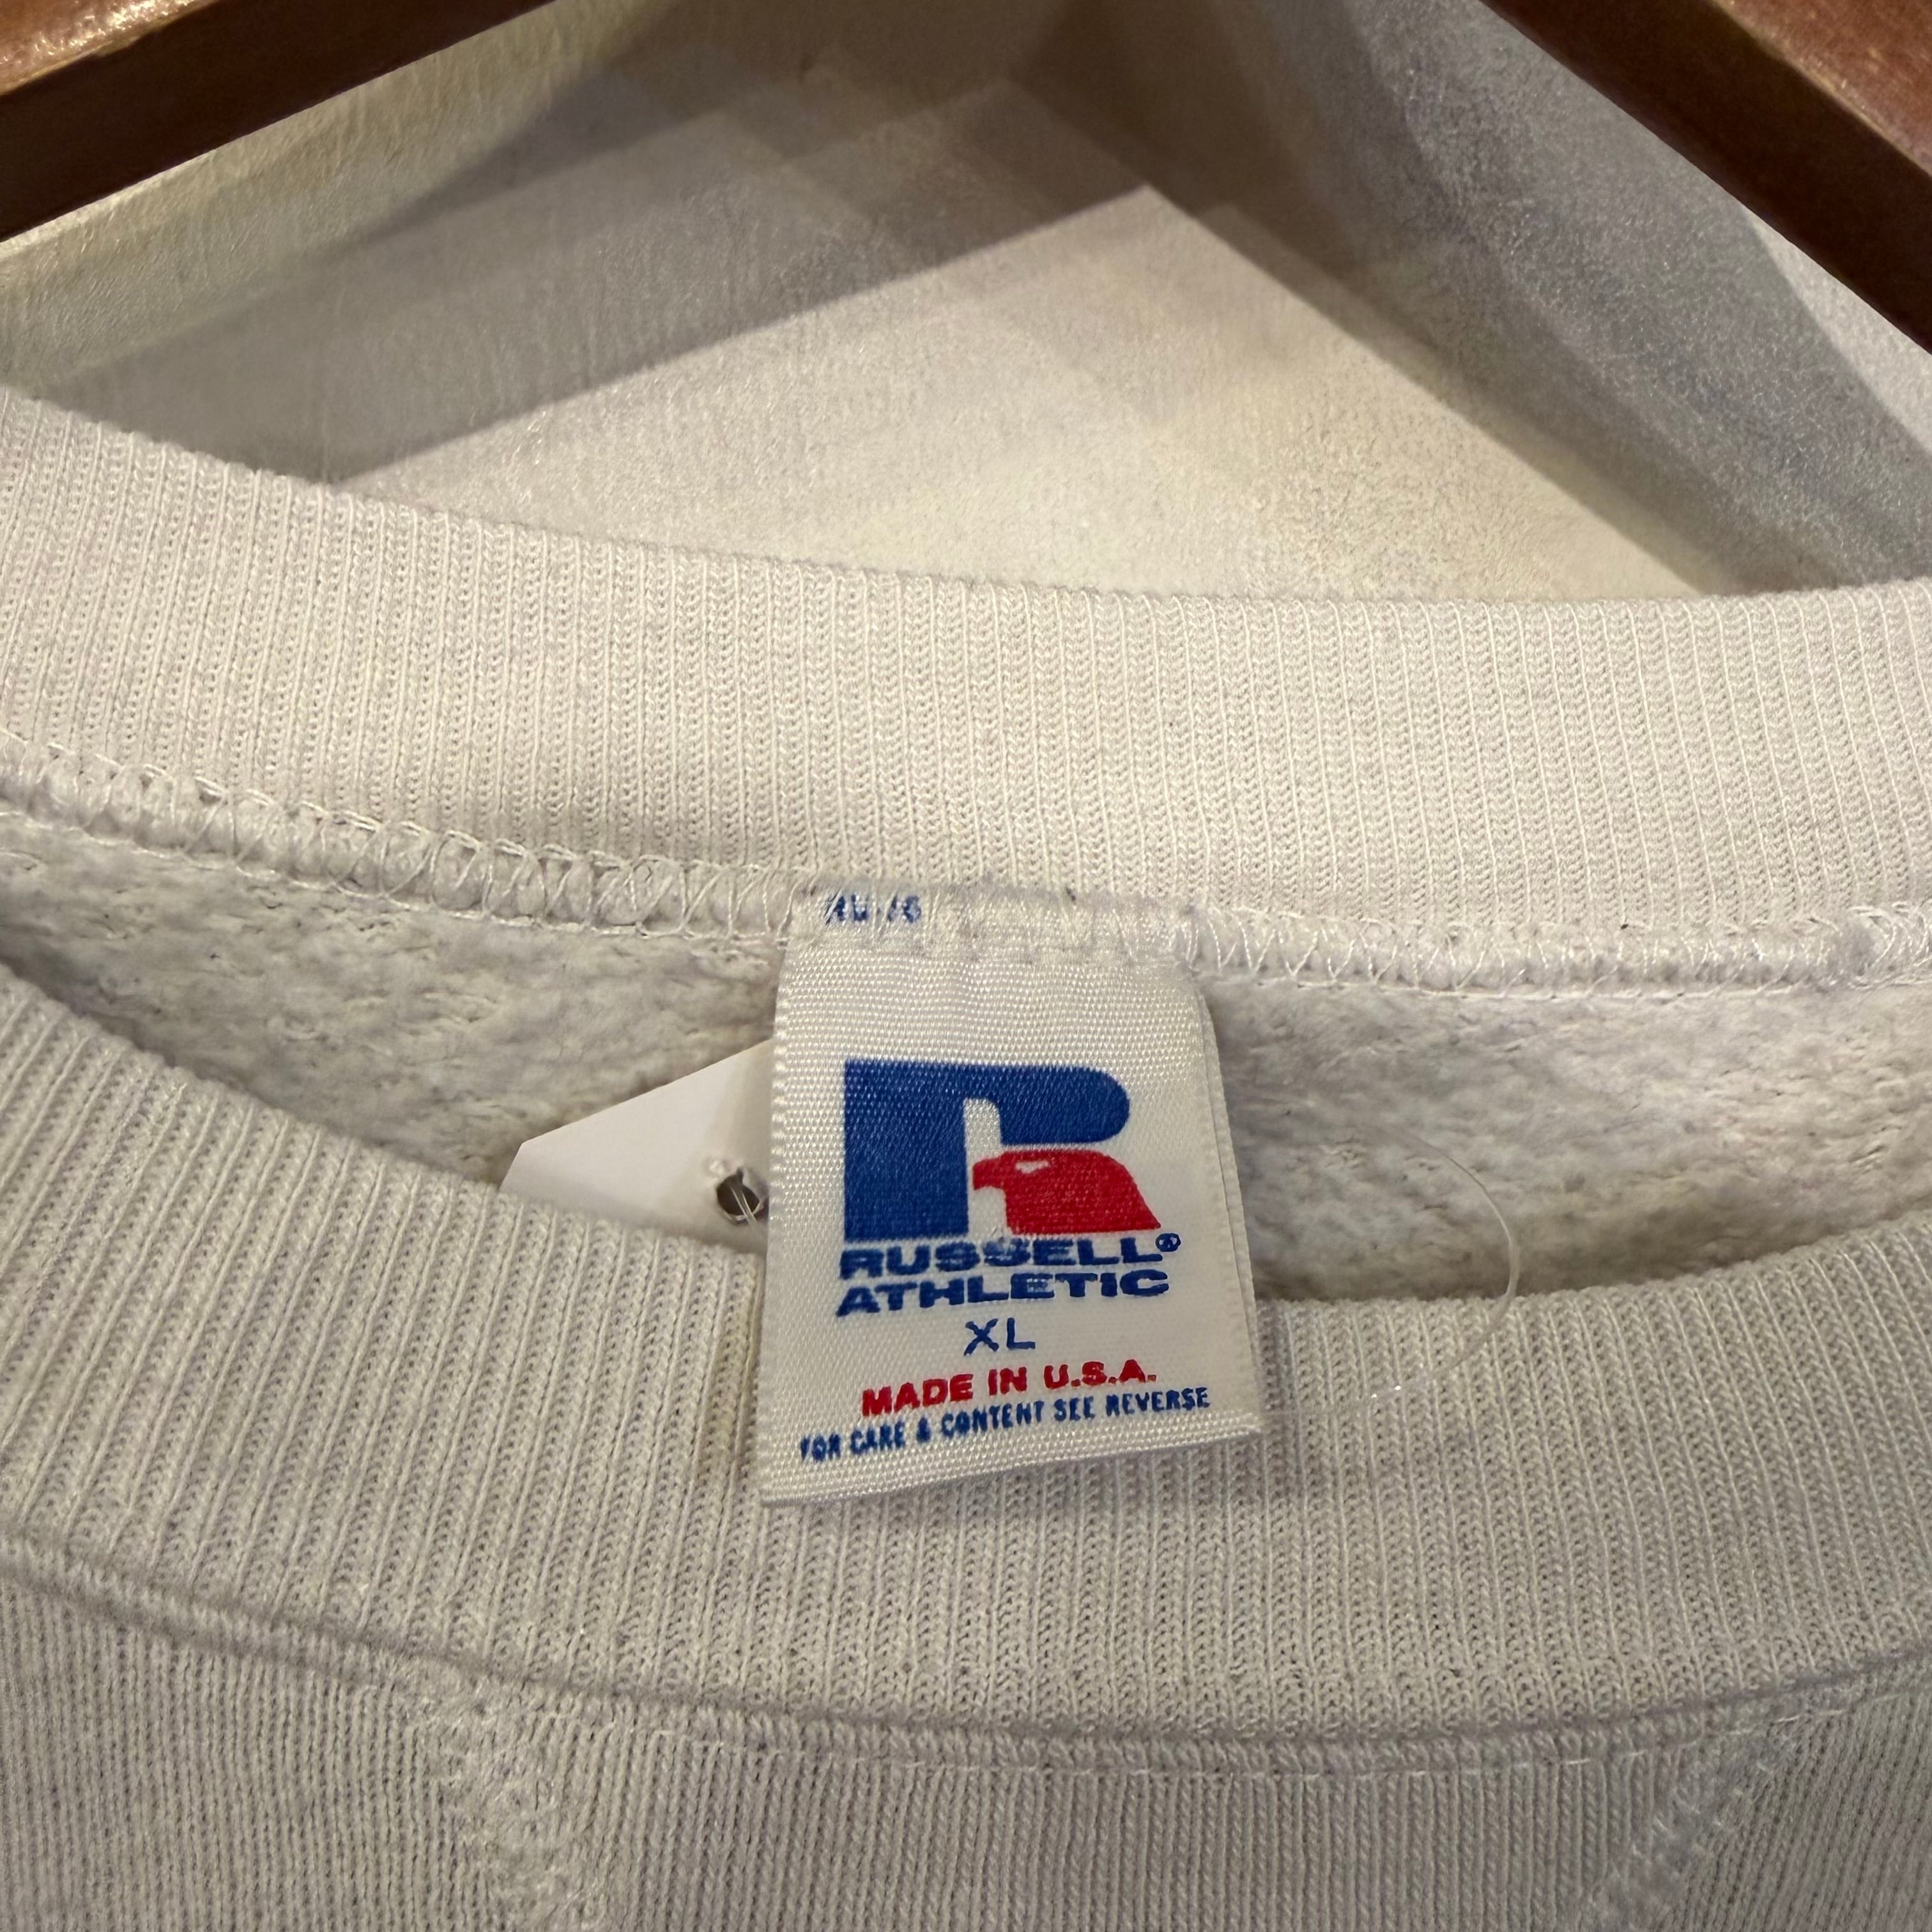 R
RUSSELL®
ATHLETIC
XL
MADE IN U.S.A.
FOR CARE & CONTENT SEE REVERSE